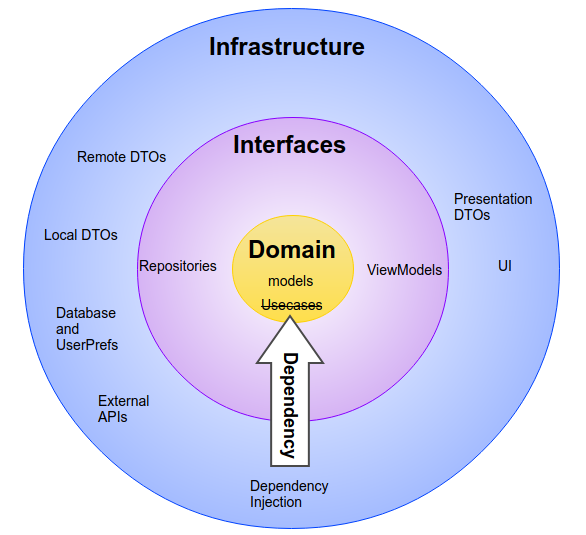 Infrastructure
Interfaces
Remote DTOs
Presentation
DTOs
Local DTOs
Domain
Repositories
ViewModels
UI
models
Usecases
Database
and
UserPrefs
Dependency
External
APIs
Dependency
Injection